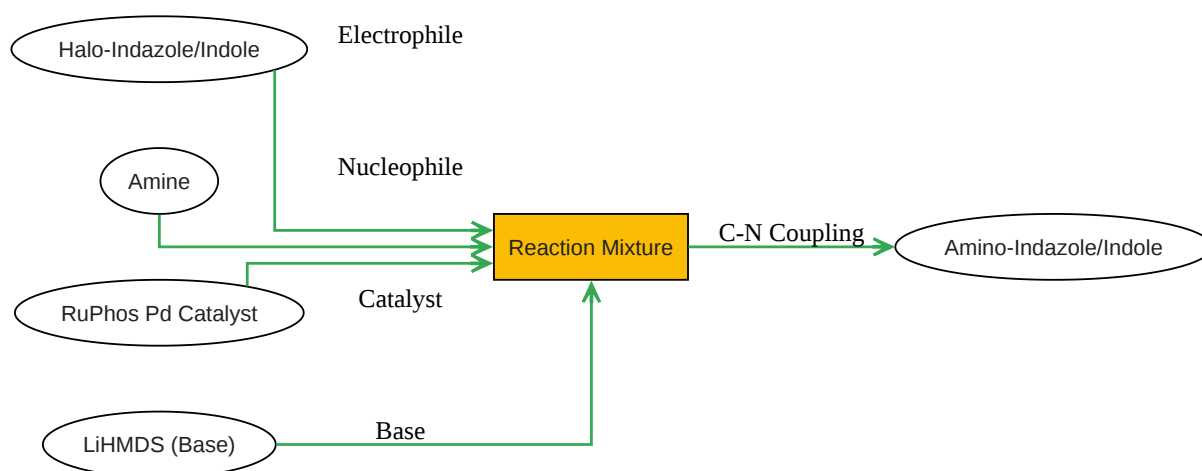 Halo-Indazole/Indole
Electrophile
Amine
Nucleophile
Reaction Mixture
C-N Coupling
Amino-Indazole/Indole
RuPhos Pd Catalyst
Catalyst
LiHMDS (Base)
Base